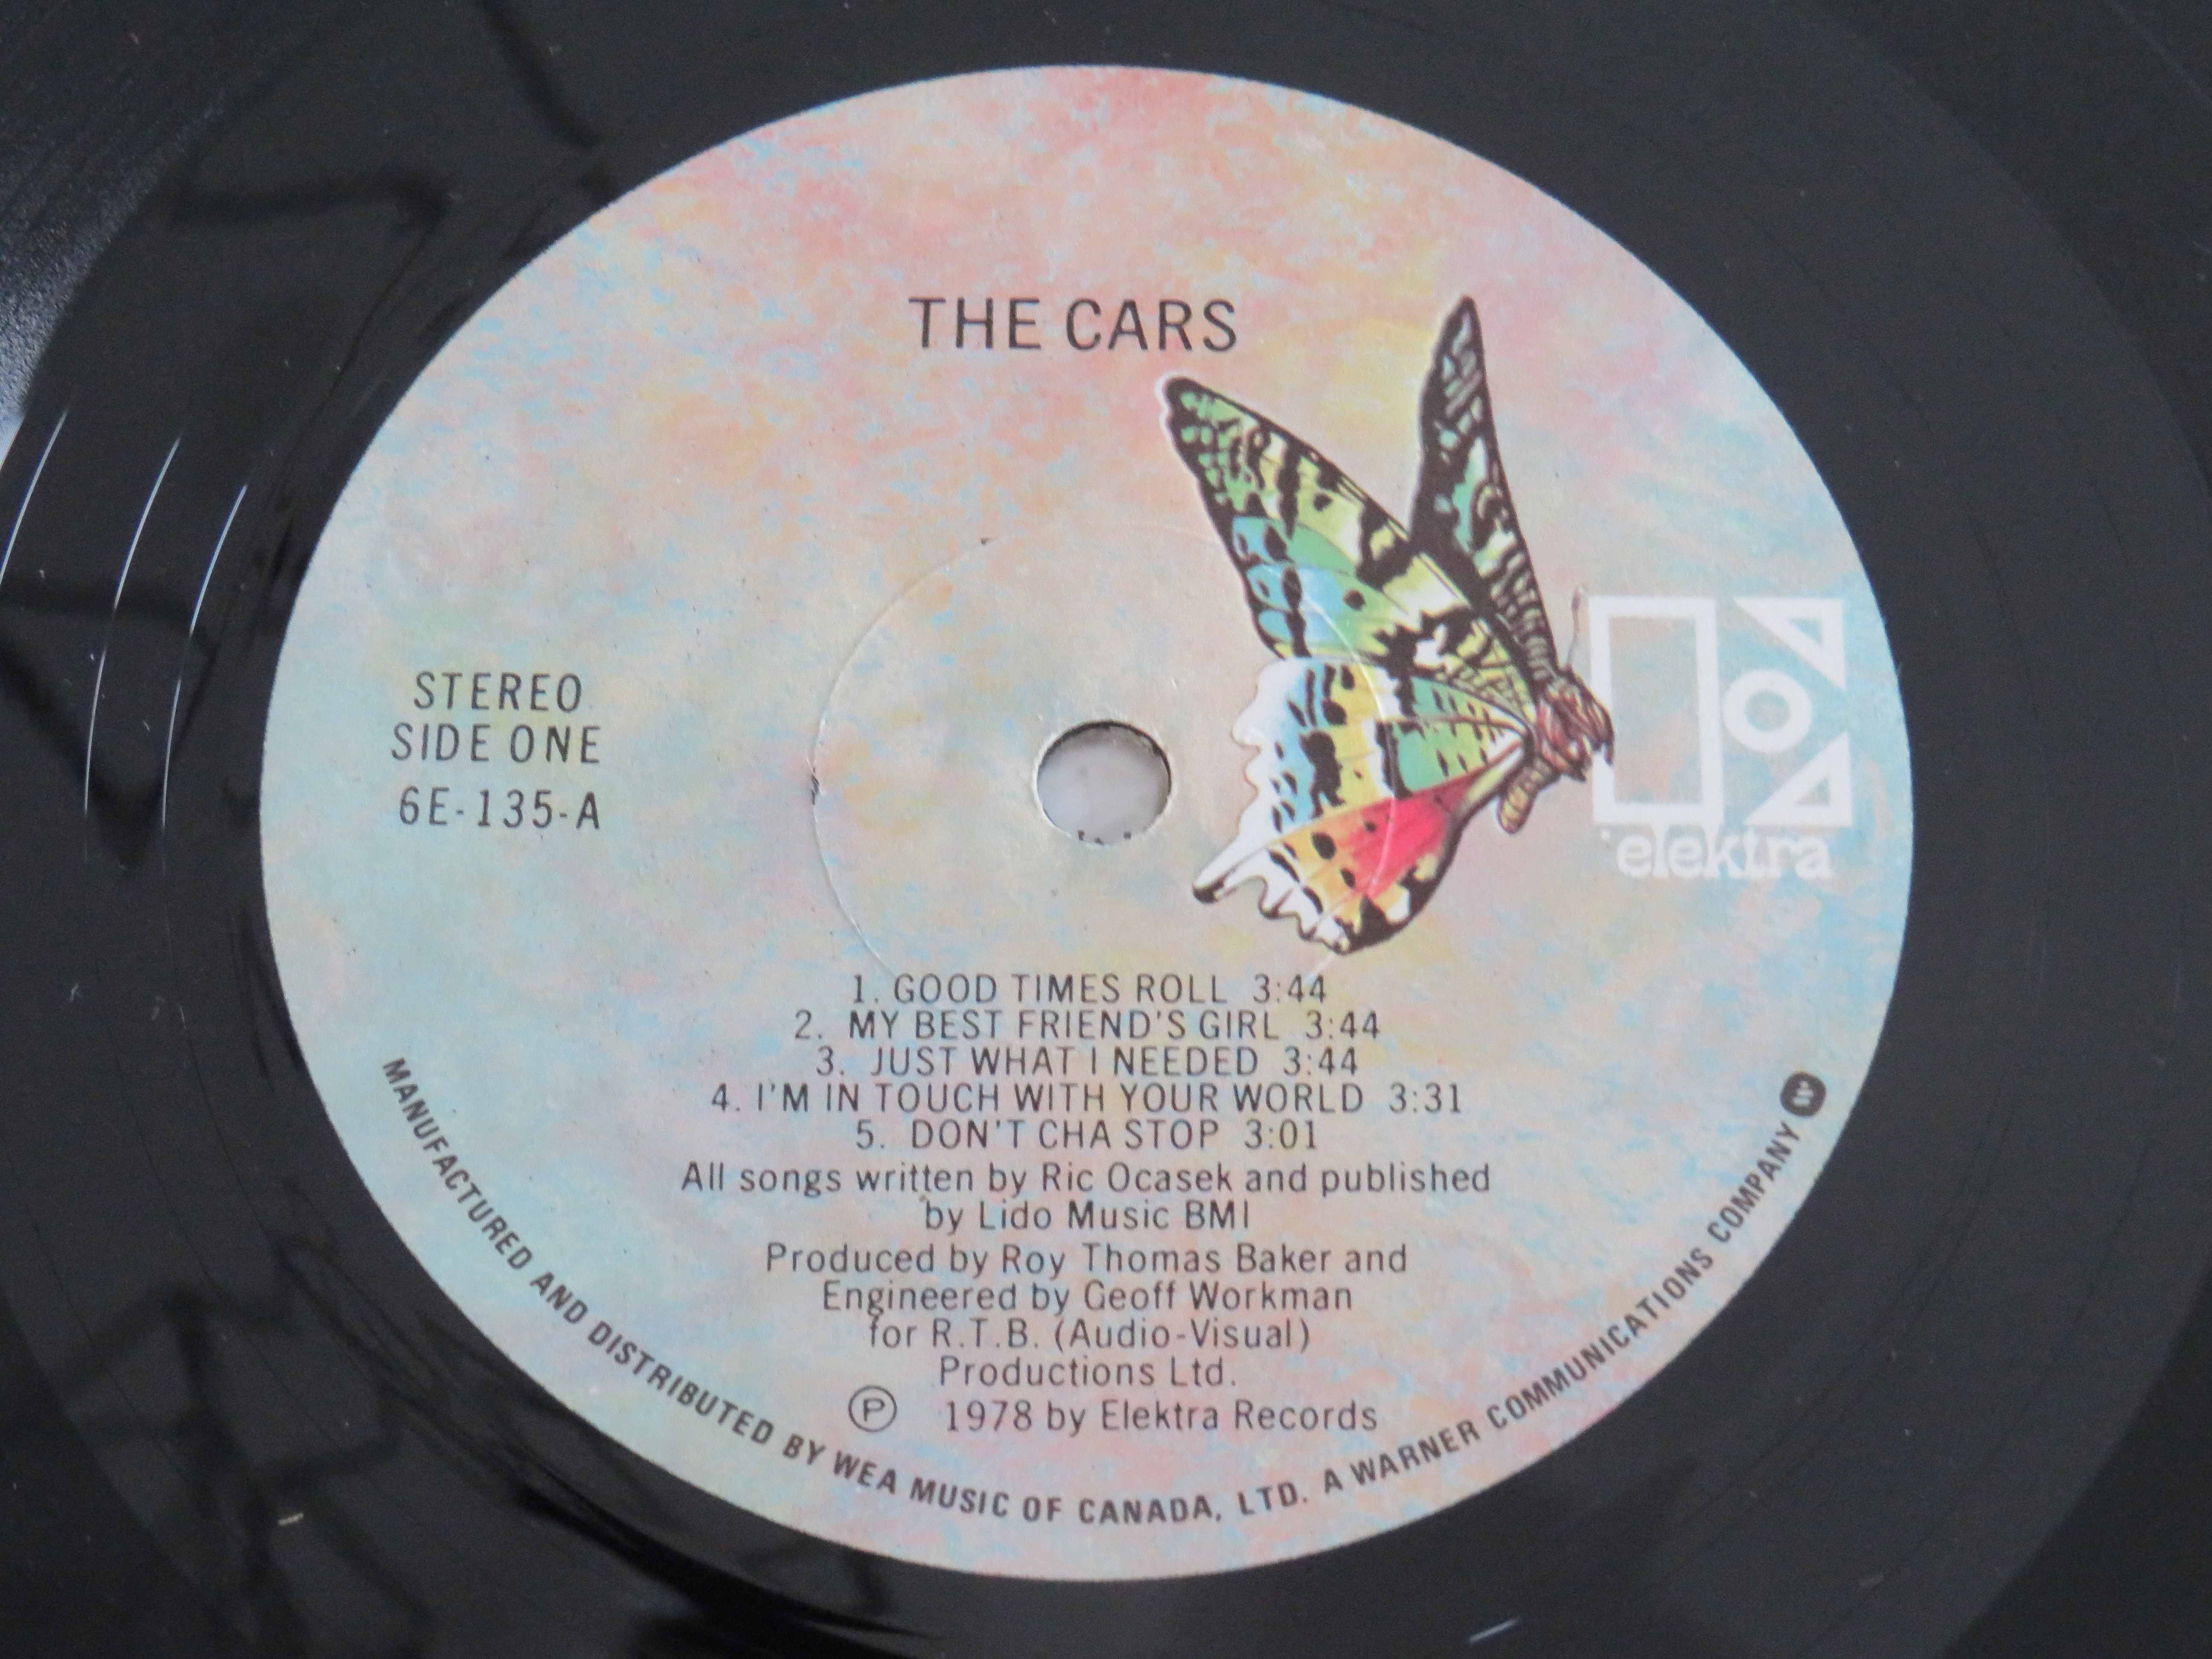 THE CARS
STEREO
SIDE ONE
6E-135-A
elektra
1. GOOD TIMES ROLL 3:44
2. MY BEST FRIEND'S GIRL 3:44
3. JUST WHAT I NEEDED 3:44
4. I'M IN TOUCH WITH YOUR WORLD 3:31
5. DON'T CHA STOP 3:01
All songs written by Ric Ocasek and published
by Lido Music BMI
Produced by Roy Thomas Baker and
Engineered by Geoff Workman
for R.T.B. (Audio-Visual)
Productions Ltd.
Ⓟ 1978 by Elektra Records
MANUFACTURED AND DISTRIBUTED BY WEA MUSIC OF CANADA, LTD. A WARNER COMMUNICATIONS COMPANY